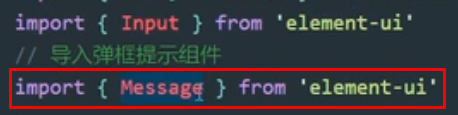 import { Input } from 'element-ui'
// 导入弹框提示组件
import { Message } from 'element-ui'